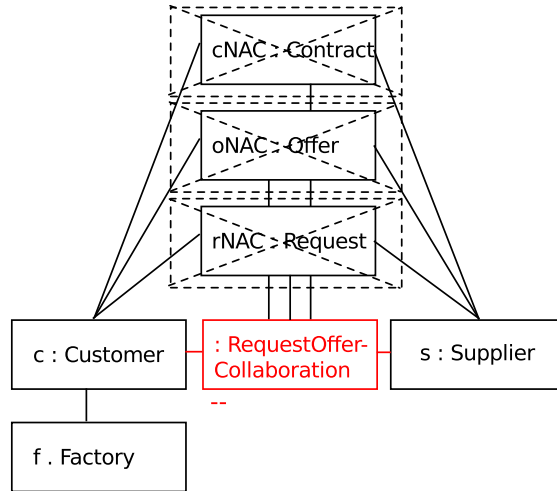 cNAC : Contract
oNAC : Offer
rNAC : Request
c : Customer
: RequestOffer-
Collaboration
--
s : Supplier
f . Factory